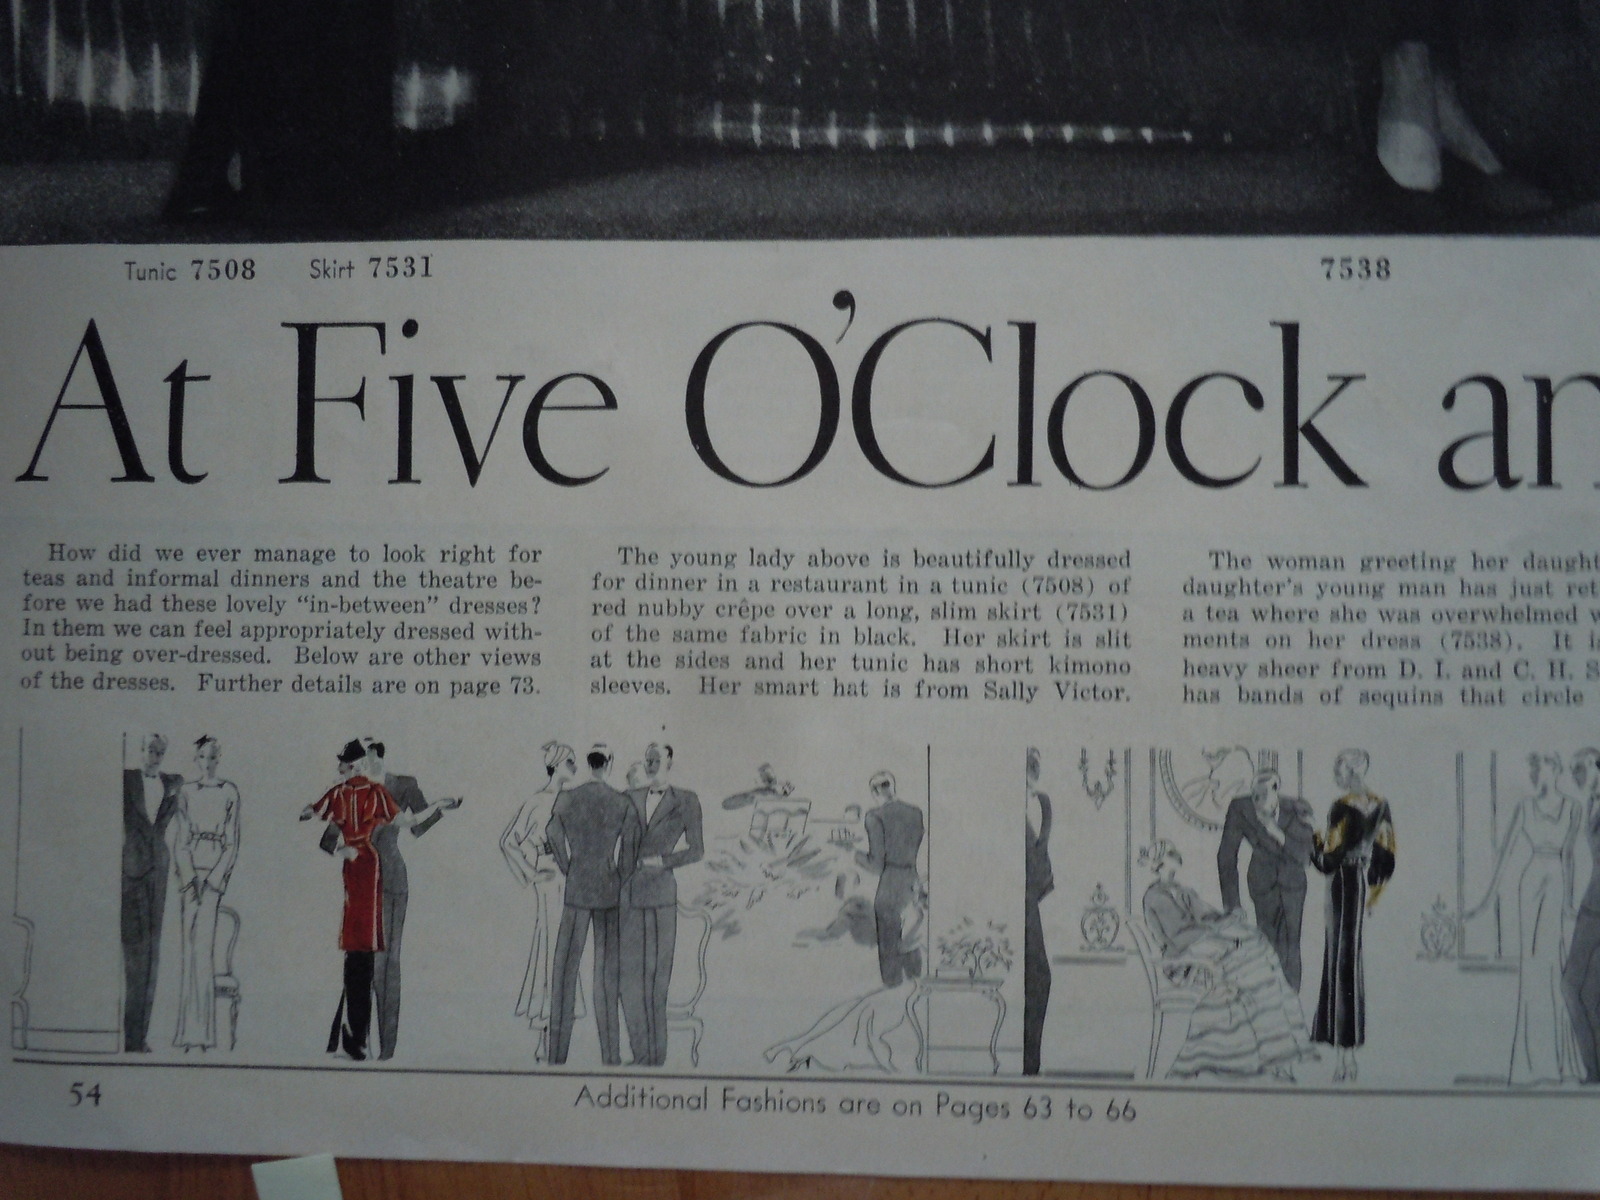 Tunic 7508 Skirt 7531 7538
At Five O'Clock an
How did we ever manage to look right for
teas and informal dinners and the theatre be-
fore we had these lovely “in-between” dresses?
In them we can feel appropriately dressed with-
out being over-dressed. Below are other views
of the dresses. Further details are on page 73.
The young lady above is beautifully dressed
for dinner in a restaurant in a tunic (7508) of
red nubby crêpe over a long, slim skirt (7531)
of the same fabric in black. Her skirt is slit
at the sides and her tunic has short kimono
sleeves. Her smart hat is from Sally Victor.
The woman greeting her daught
daughter's young man has just ret
a tea where she was overwhelmed w
ments on her dress (7538). It is
heavy sheer from D. I. and C. H. S
has bands of sequins that circle
54 Additional Fashions are on Pages 63 to 66